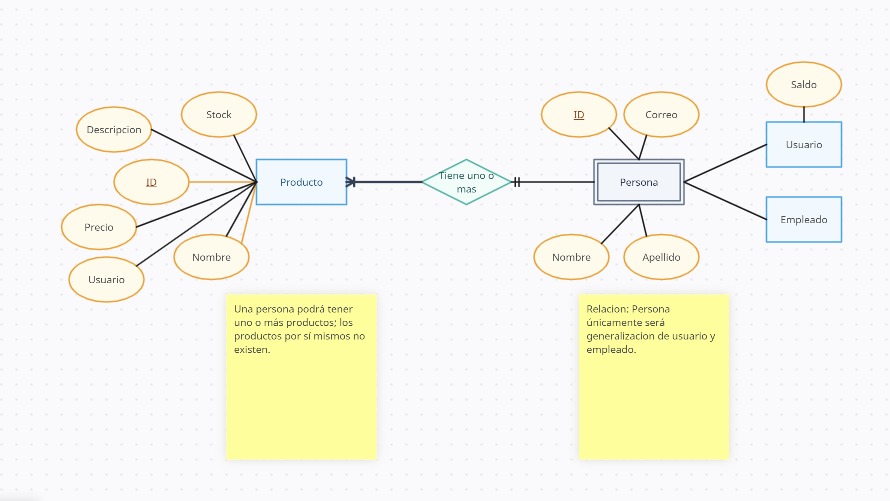 Saldo
Descripcion
Stock
ID
Correo
Usuario
ID
Producto
Tiene uno o
mas
Persona
Precio
Empleado
Usuario
Nombre
Nombre
Apellido
Una persona podrá tener
uno o más productos; los
productos por sí mismos no
existen.
Relacion: Persona
únicamente será
generalizacion de usuario y
empleado.